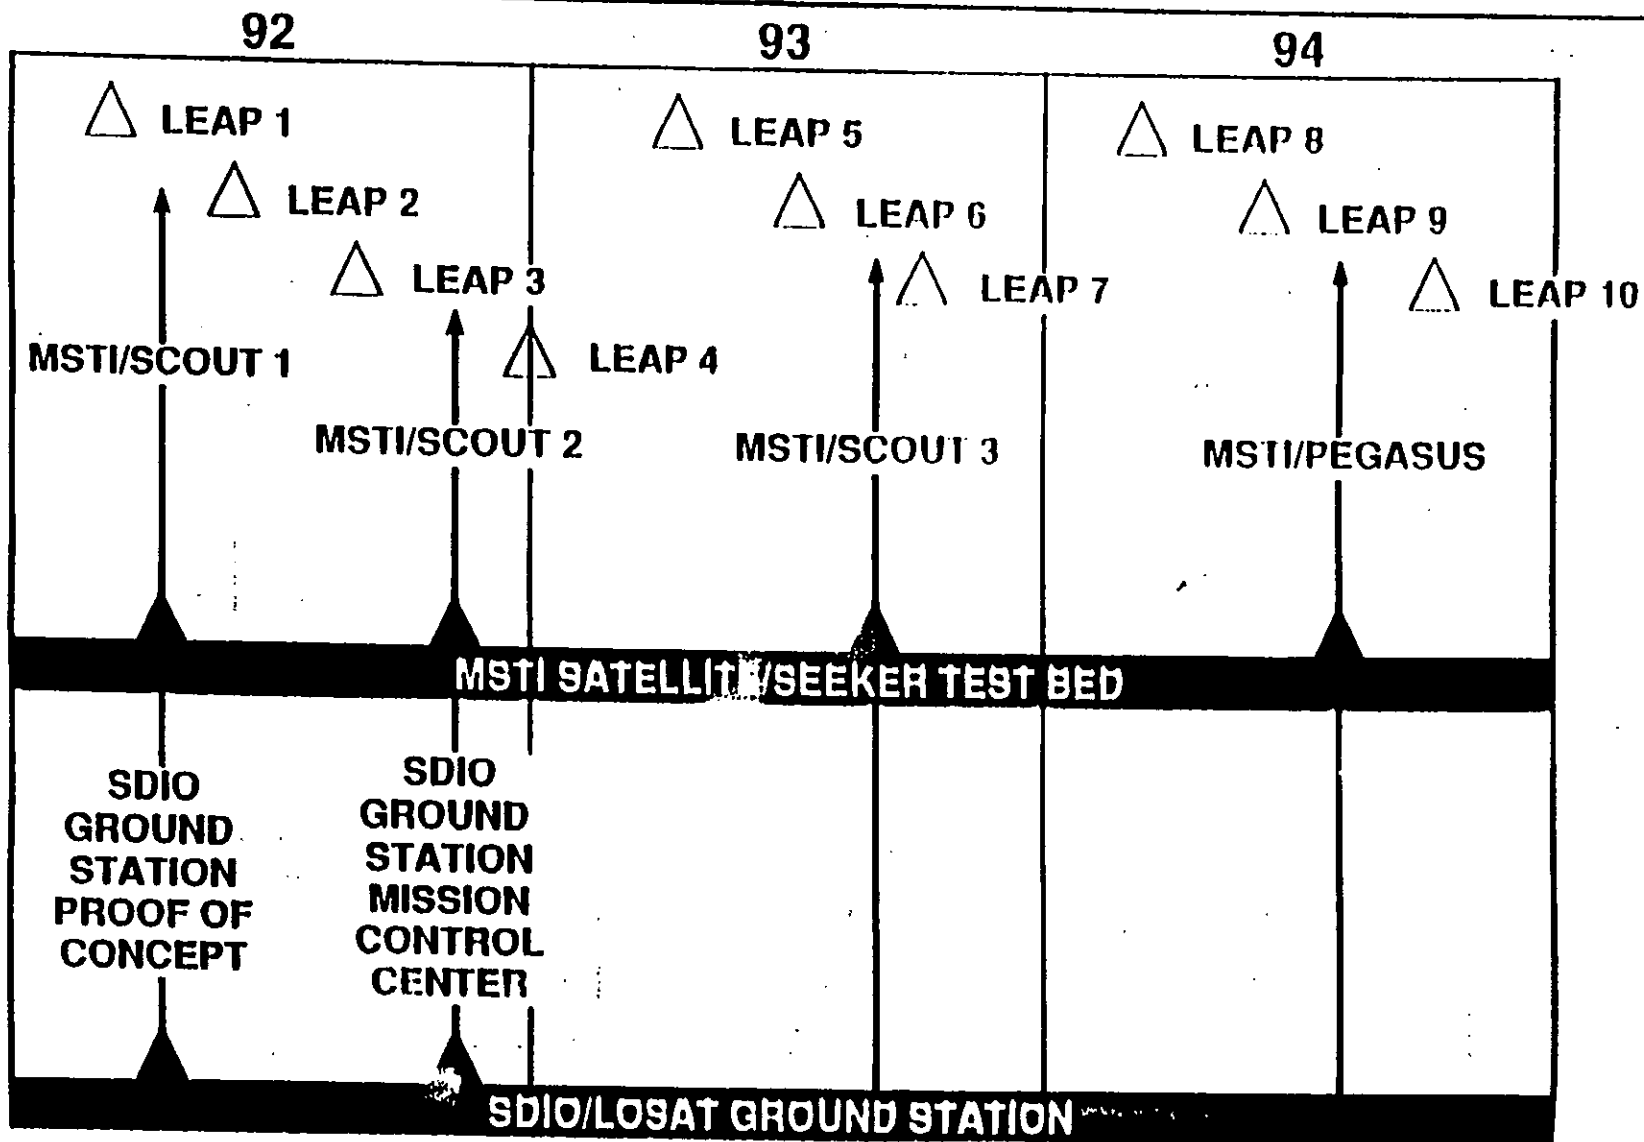 92
93
94
LEAP 1
LEAP 5
LEAP 8
LEAP 2
LEAP 6
LEAP 9
LEAP 3
LEAP 7
LEAP 10
MSTI/SCOUT 1
LEAP 4
MSTI/SCOUT 2
MSTI/SCOUT 3
MSTI/PEGASUS
MSTI SATELLITE/SEEKER TEST BED
SDIO
GROUND
STATION
PROOF OF
CONCEPT
SDIO
GROUND
STATION
MISSION
CONTROL
CENTER
SDIO/LOSAT GROUND STATION